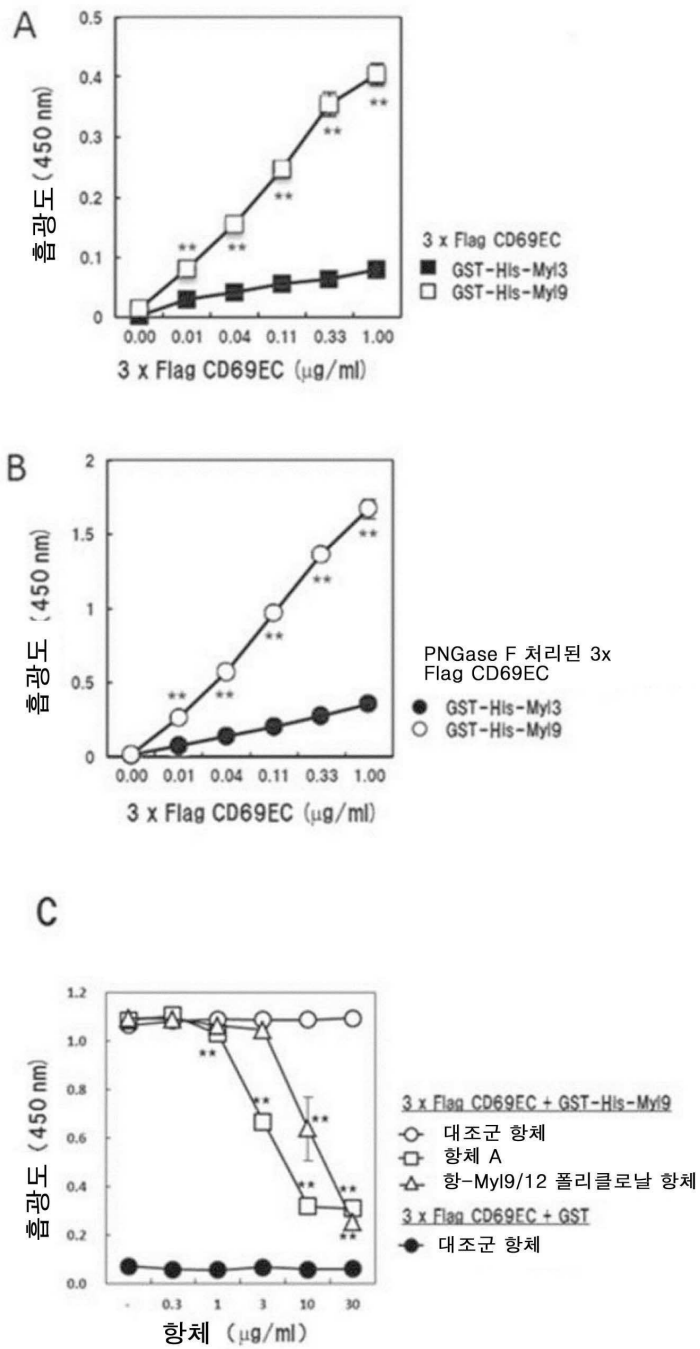 A
0.5
0.4
0.3
0.2
0.1
0
흡광도 (450 nm)
**
**
**
**
**
0.00 0.01 0.04 0.11 0.33 1.00
3 x Flag CD69EC (μg/ml)
3 x Flag CD69EC
GST-His-Myl3
GST-His-Myl9
B
2
1.5
1
0.5
0
흡광도 (450 nm)
**
**
**
**
**
0.00 0.01 0.04 0.11 0.33 1.00
3 x Flag CD69EC (μg/ml)
PNGase F 처리된 3x
Flag CD69EC
GST-His-Myl3
GST-His-Myl9
C
1.2
1.0
0.8
0.6
0.4
0.2
0.0
흡광도 (450 nm)
**
**
**
**
**
**
- 0.3 1 3 10 30
항체 (μg/ml)
3 x Flag CD69EC + GST-His-Myl9
대조군 항체
항체 A
항-Myl9/12 폴리클로날 항체
3 x Flag CD69EC + GST
대조군 항체